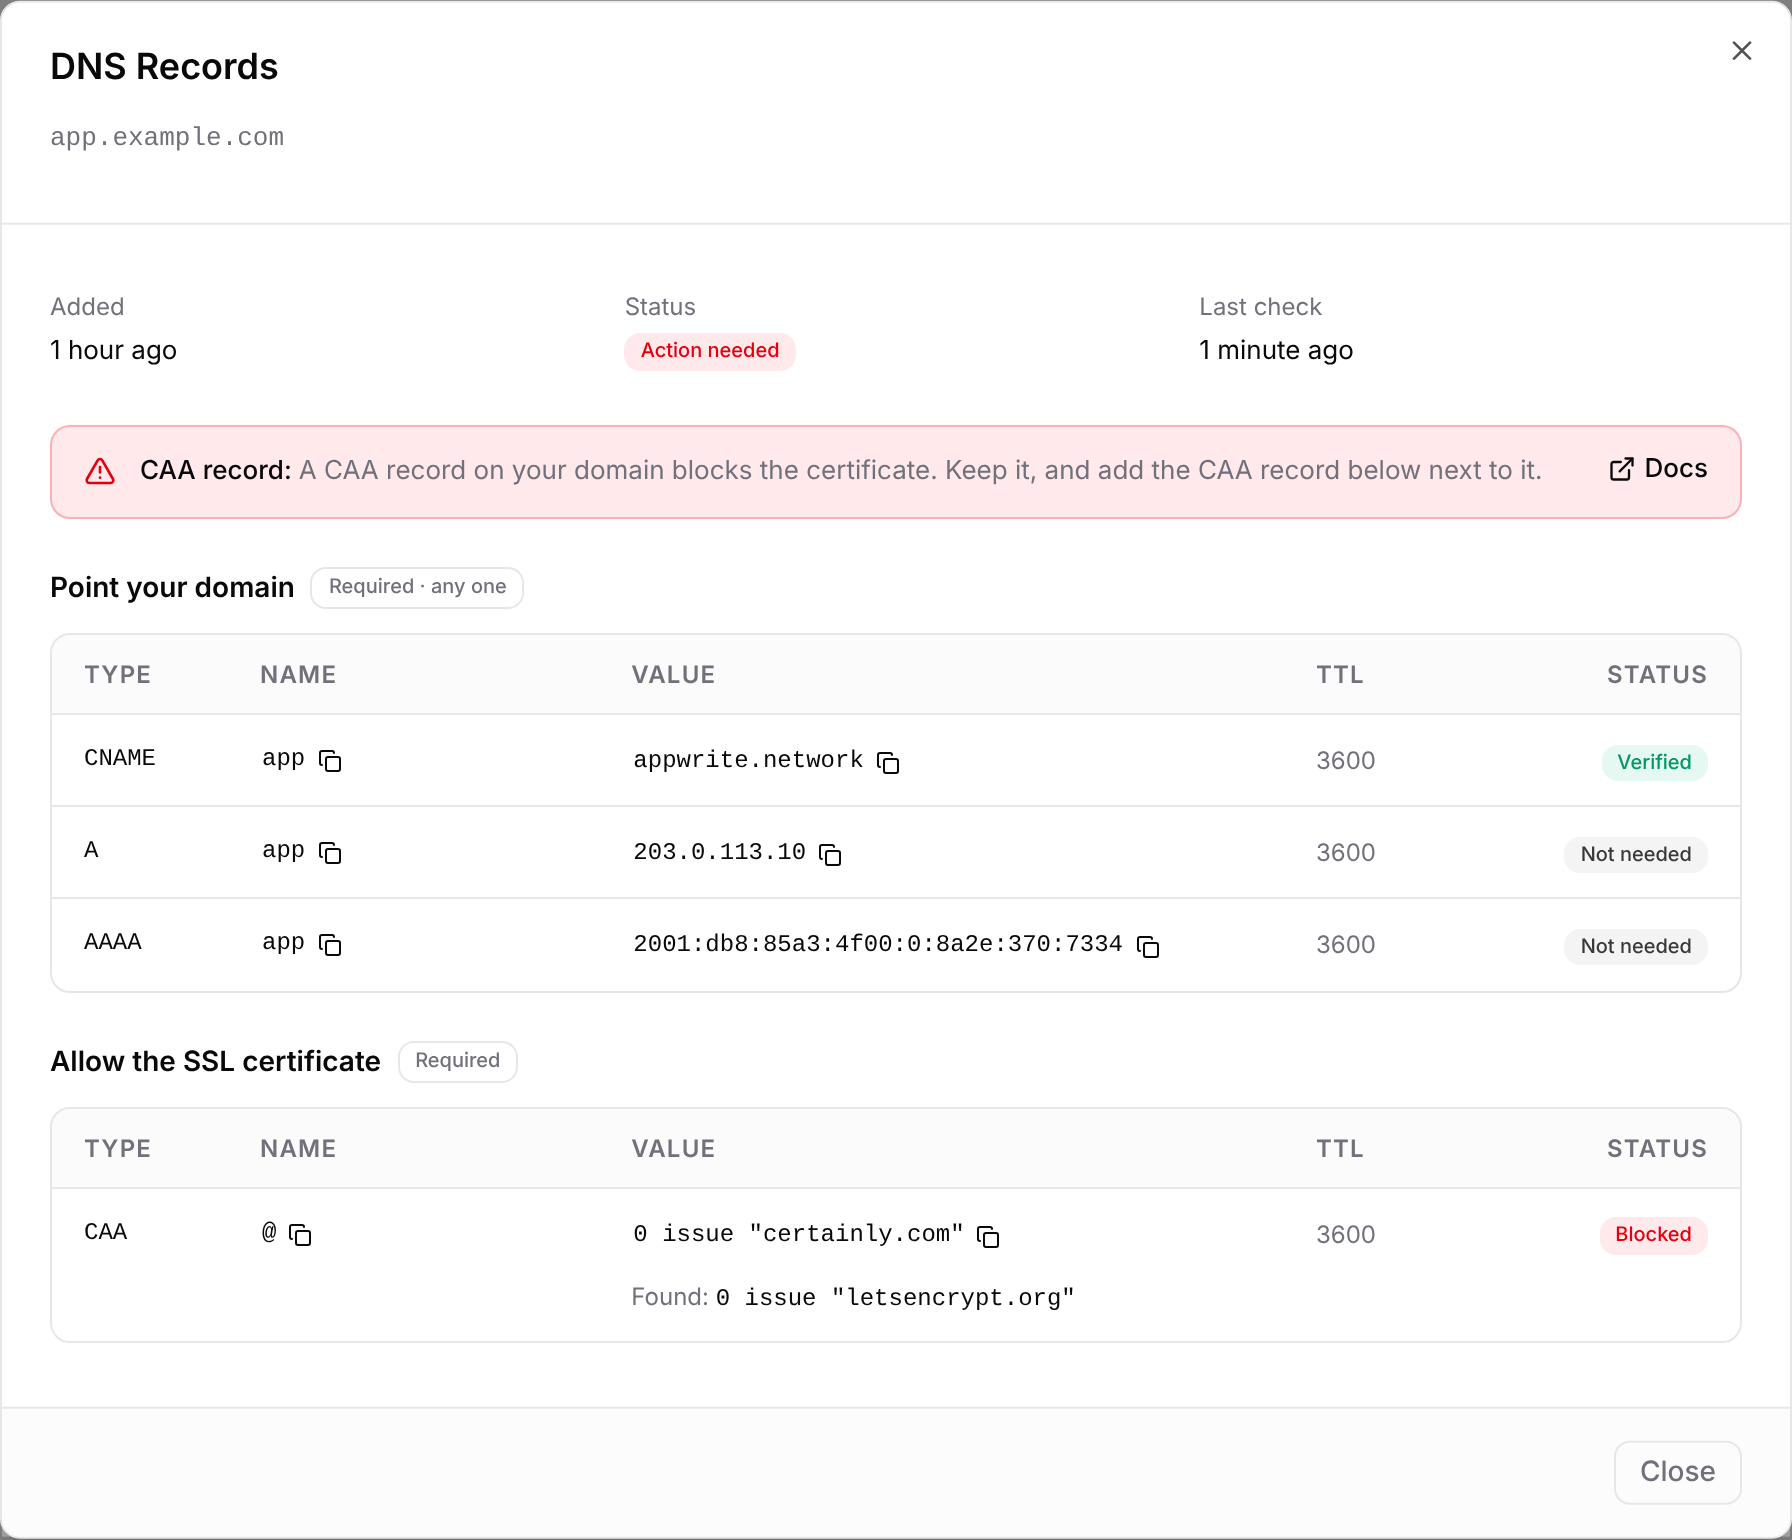 DNS Records
app.example.com
Added
Status
Last check
1 hour ago
Action needed
1 minute ago
CAA record: A CAA record on your domain blocks the certificate. Keep it, and add the CAA record below next to it.
Docs
Point your domain
Required · any one
TYPE NAME VALUE TTL STATUS
CNAME app appwrite.network 3600 Verified
A app 203.0.113.10 3600 Not needed
AAAA app 2001:db8:85a3:4f00:0:8a2e:370:7334 3600 Not needed
Allow the SSL certificate
Required
TYPE NAME VALUE TTL STATUS
CAA @ 0 issue "certainly.com" 3600 Blocked
Found: 0 issue "letsencrypt.org"
Close